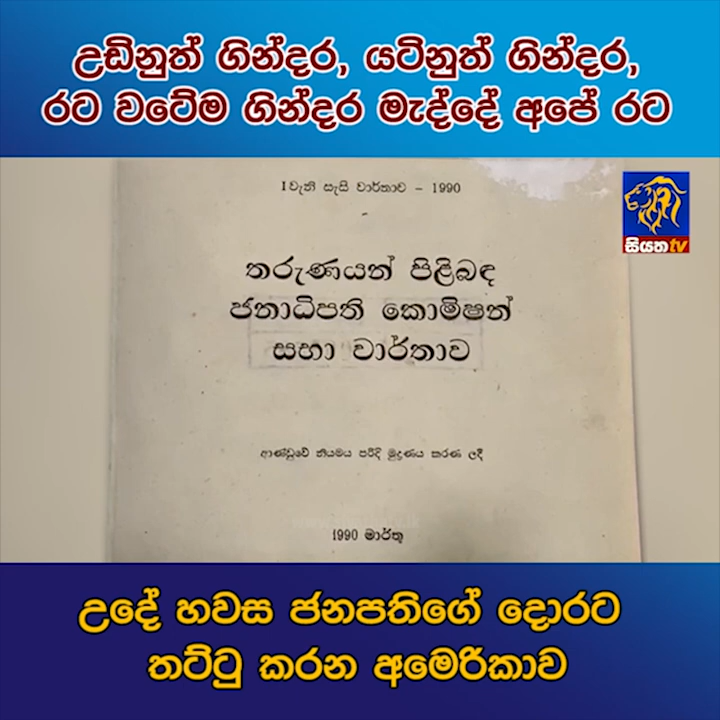 උඩිනුත් ගින්දර, යටිනුත් ගින්දර,
රට වටේම ගින්දර මැද්දේ අපේ රට
I වැනි සැසි වාර්තාව - 1990
සියත tv
තරුණයන් පිළිබඳ
ජනාධිපති කොමිෂන්
සභා වාර්තාව
ආණ්ඩුවේ නියමය පරිදි මුද්‍රණය කරණ ලදී
1990 මාර්තු
උදේ හවස ජනපතිගේ දොරට
තට්ටු කරන අමෙරිකාව